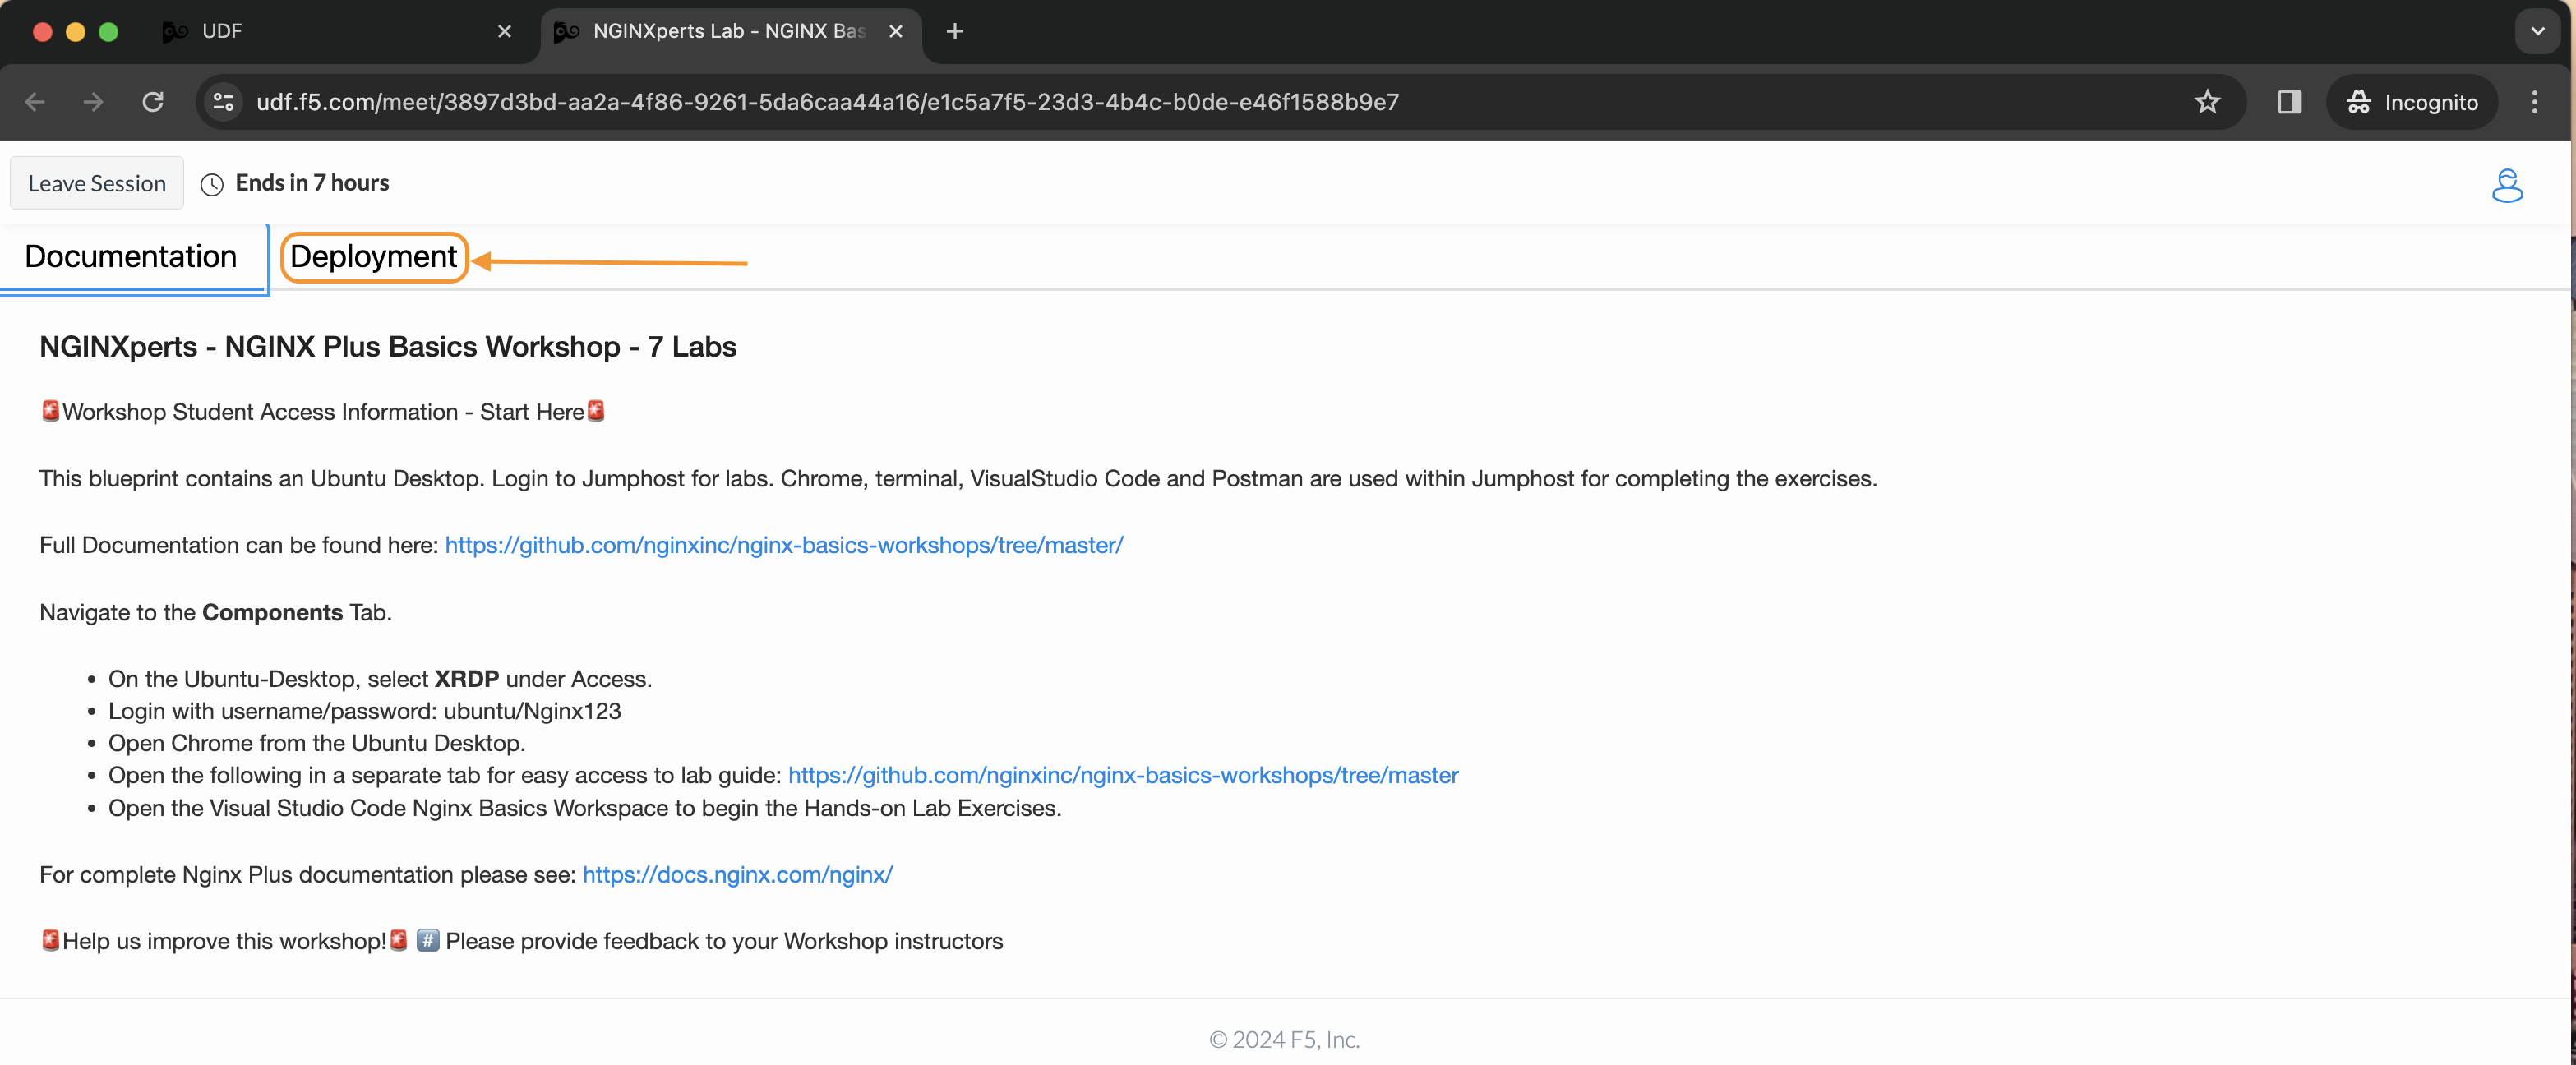 UDF
NGINXperts Lab - NGINX Bas
udf.f5.com/meet/3897d3bd-aa2a-4f86-9261-5da6caa44a16/e1c5a7f5-23d3-4b4c-b0de-e46f1588b9e7
Incognito
Leave Session
Ends in 7 hours
Documentation
Deployment
NGINXperts - NGINX Plus Basics Workshop - 7 Labs
🚨Workshop Student Access Information - Start Here🚨
This blueprint contains an Ubuntu Desktop. Login to Jumphost for labs. Chrome, terminal, VisualStudio Code and Postman are used within Jumphost for completing the exercises.
Full Documentation can be found here: https://github.com/nginxinc/nginx-basics-workshops/tree/master/
Navigate to the Components Tab.
• On the Ubuntu-Desktop, select XRDP under Access.
• Login with username/password: ubuntu/Nginx123
• Open Chrome from the Ubuntu Desktop.
• Open the following in a separate tab for easy access to lab guide: https://github.com/nginxinc/nginx-basics-workshops/tree/master
• Open the Visual Studio Code Nginx Basics Workspace to begin the Hands-on Lab Exercises.
For complete Nginx Plus documentation please see: https://docs.nginx.com/nginx/
🚨Help us improve this workshop!🚨 #️⃣ Please provide feedback to your Workshop instructors
© 2024 F5, Inc.